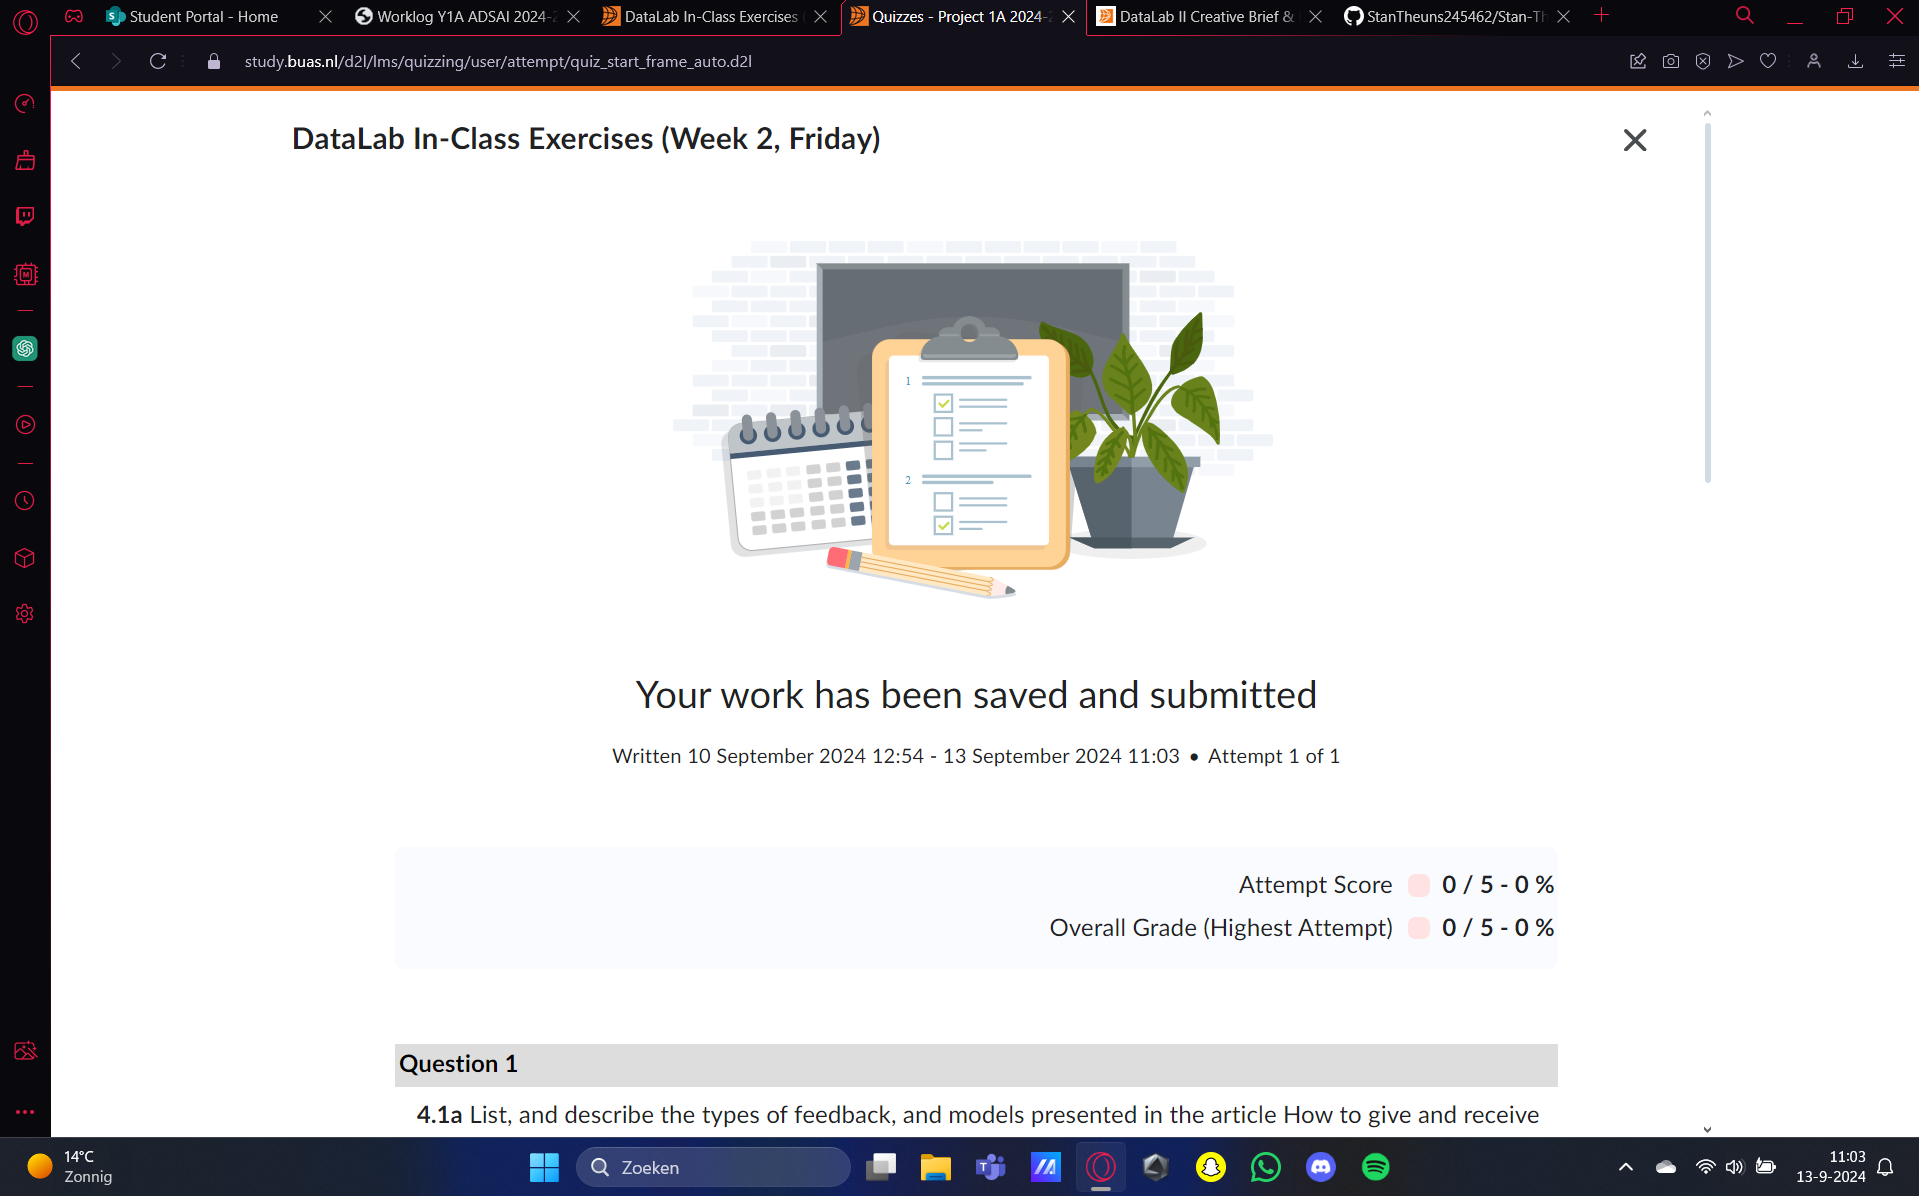 Student Portal - Home
Worklog Y1A ADSAI 2024-
DataLab In-Class Exercises
Quizzes - Project 1A 2024-
DataLab II Creative Brief &
StanTheuns245462/Stan-Th
study.buas.nl/d2l/lms/quizzing/user/attempt/quiz_start_frame_auto.d2l
DataLab In-Class Exercises (Week 2, Friday)
1
2
Your work has been saved and submitted
Written 10 September 2024 12:54 - 13 September 2024 11:03 • Attempt 1 of 1
Attempt Score 0 / 5 - 0 %
Overall Grade (Highest Attempt) 0 / 5 - 0 %
Question 1
4.1a List, and describe the types of feedback, and models presented in the article How to give and receive
14°C
Zonnig
Zoeken
11:03
13-9-2024